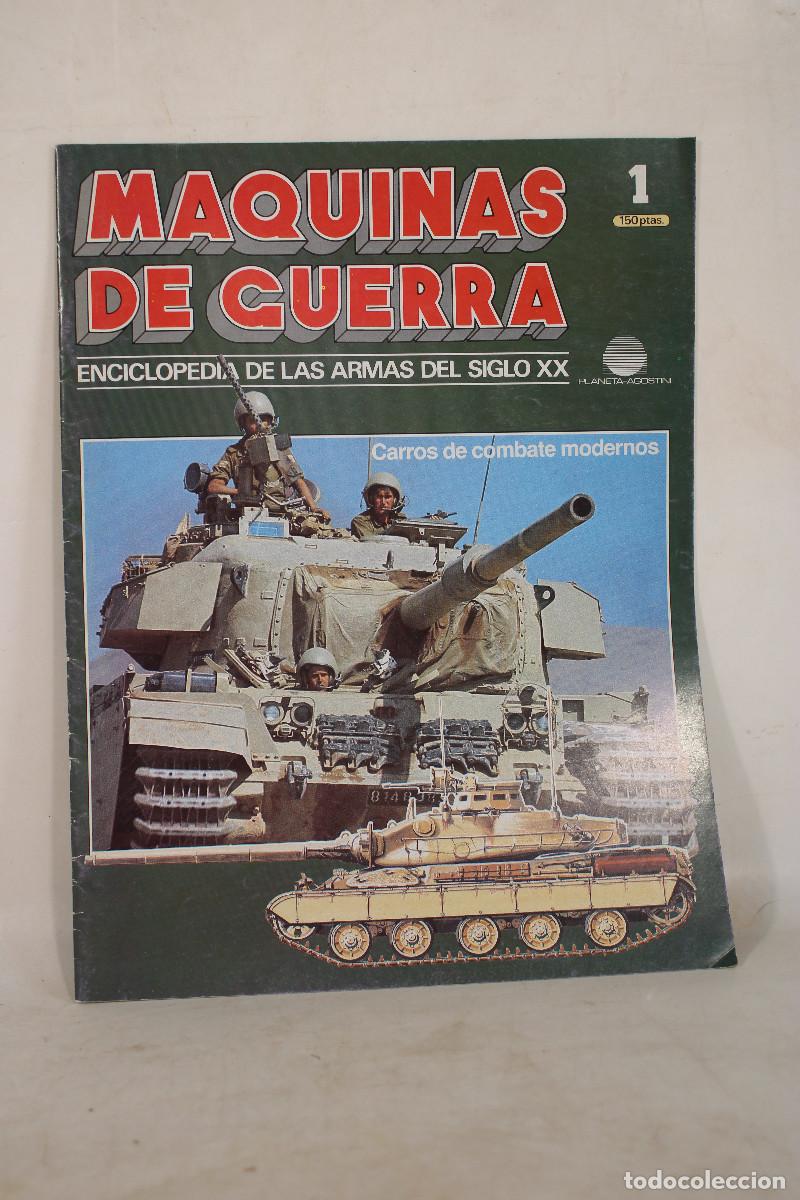 MAQUINAS
DE GUERRA
1
150 ptas.
ENCICLOPEDIA DE LAS ARMAS DEL SIGLO XX
PLANETA-AGOSTINI
Carros de combate modernos
todocoleccion